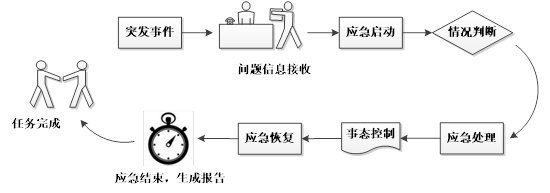 突发事件
问题信息接收
应急启动
情况判断
应急处理
事态控制
应急恢复
应急结束，生成报告
任务完成